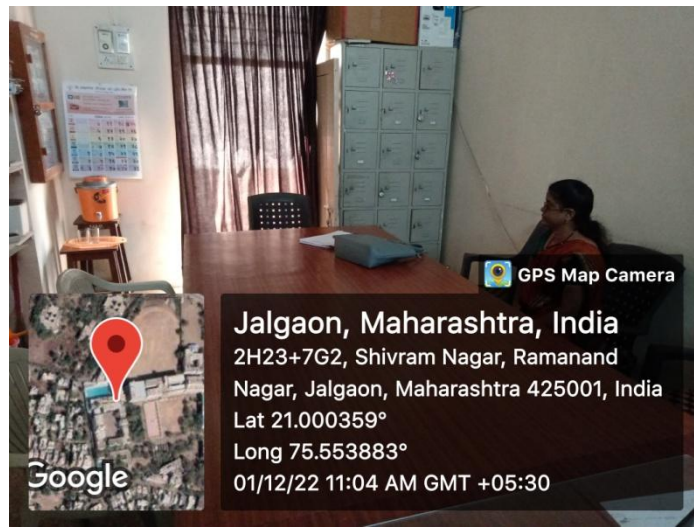 GPS Map Camera
Jalgaon, Maharashtra, India
2H23+7G2, Shivram Nagar, Ramanand
Nagar, Jalgaon, Maharashtra 425001, India
Lat 21.000359°
Long 75.553883°
01/12/22 11:04 AM GMT +05:30
Google